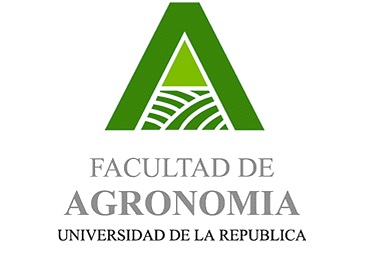 FACULTAD DE
AGRONOMIA
UNIVERSIDAD DE LA REPUBLICA